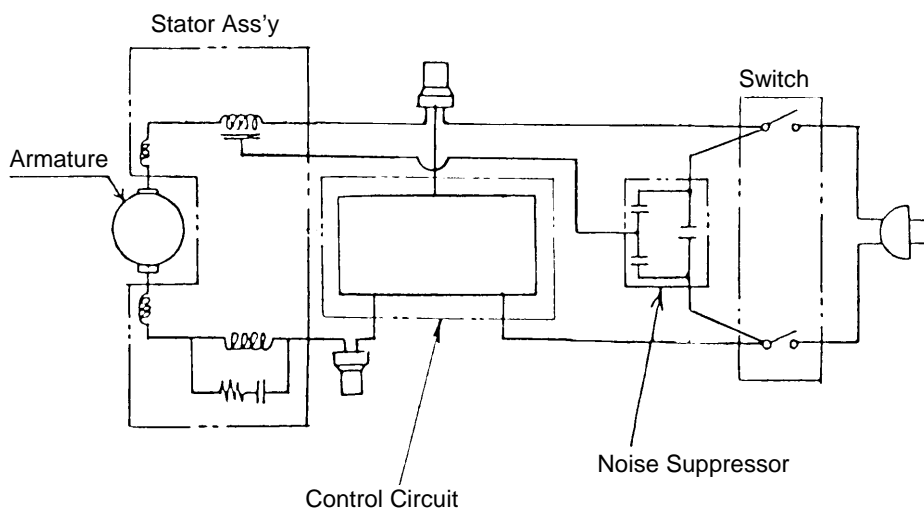 Stator Ass'y
Switch
Armature
Noise Suppressor
Control Circuit